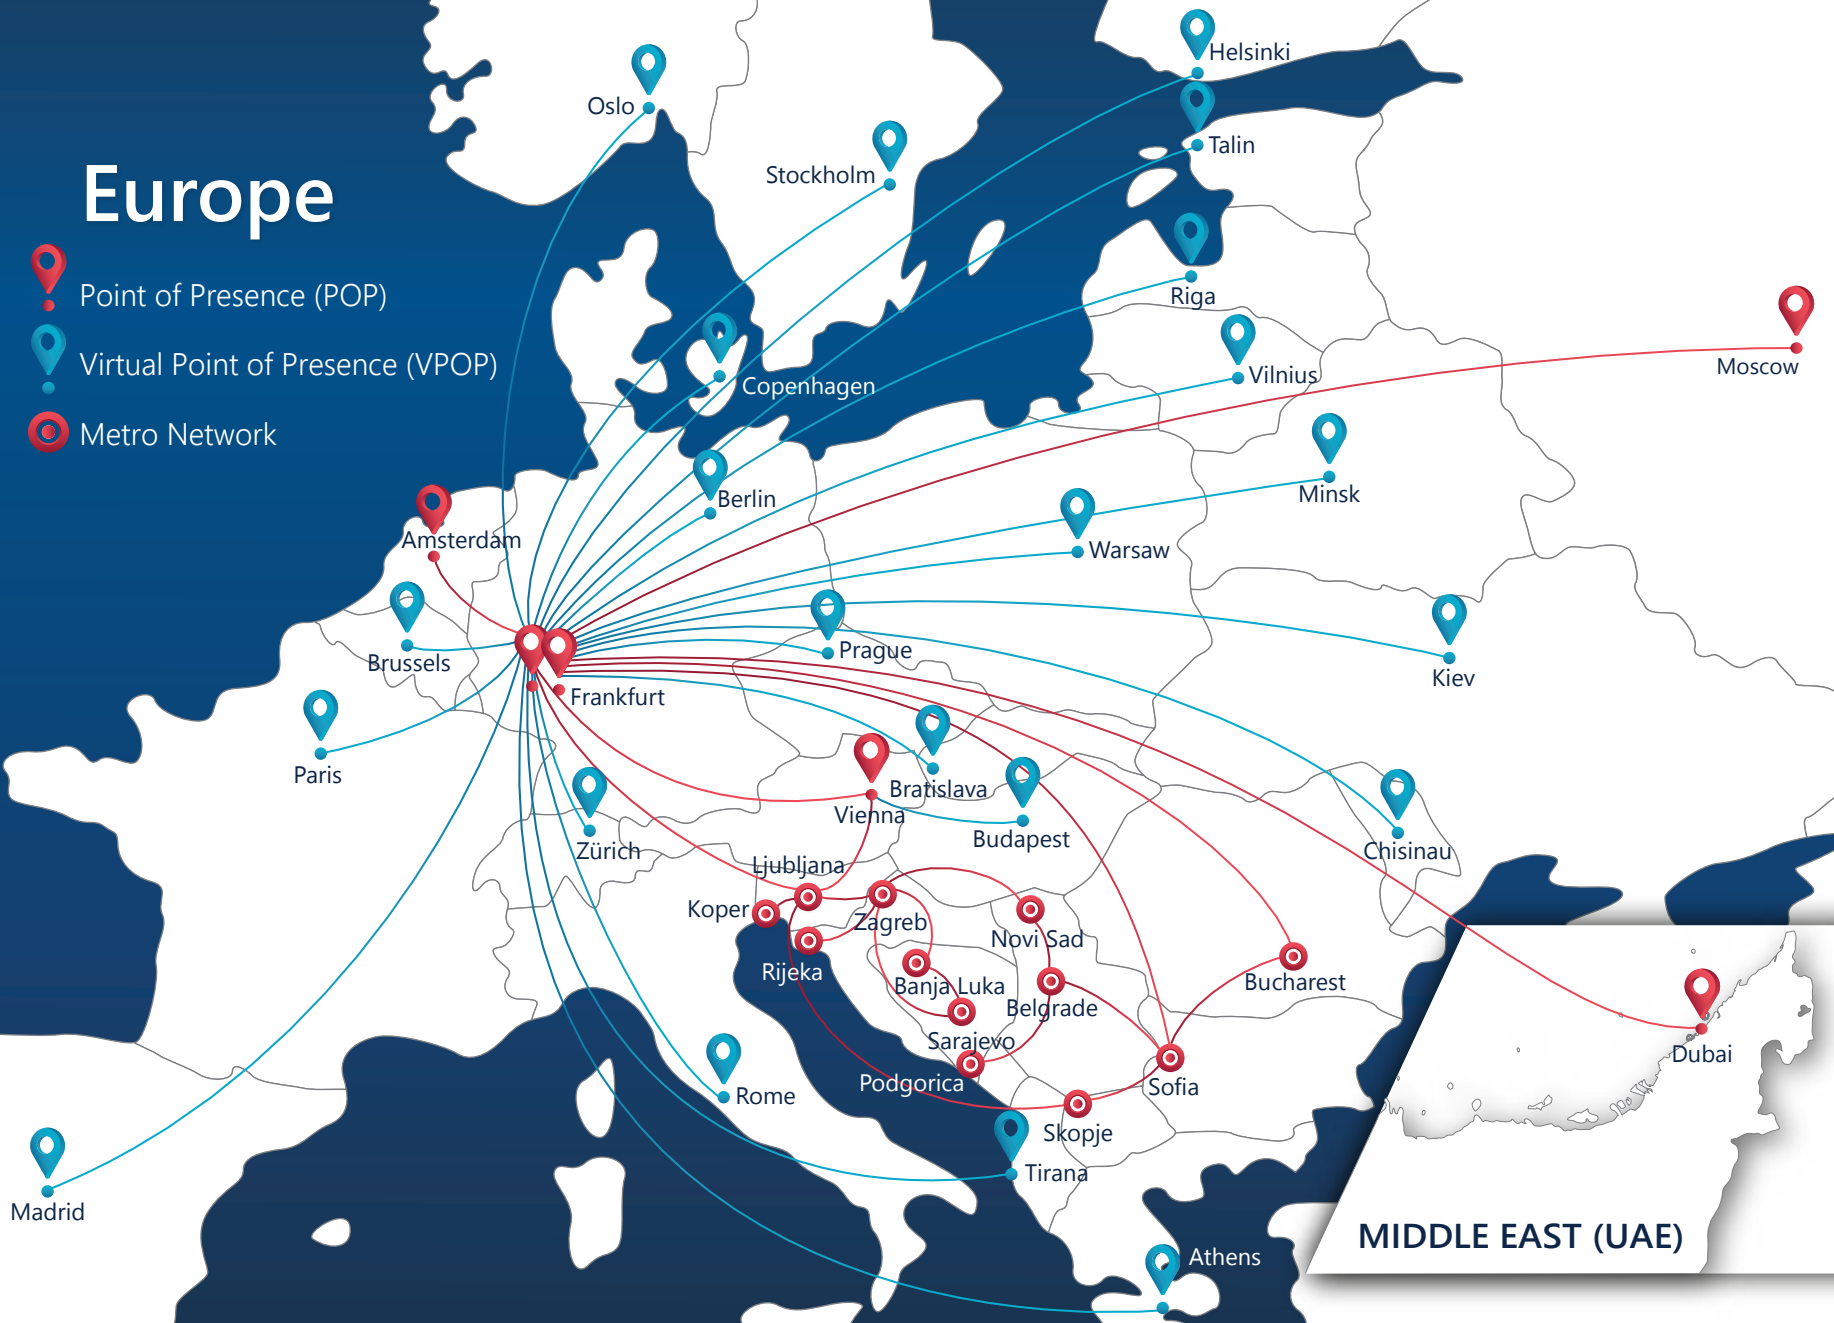 Europe
Point of Presence (POP)
Virtual Point of Presence (VPOP)
Metro Network
Helsinki
Oslo
Talin
Stockholm
Riga
Moscow
Vilnius
Copenhagen
Minsk
Berlin
Amsterdam
Warsaw
Brussels
Prague
Kiev
Frankfurt
Paris
Bratislava
Vienna
Budapest
Zürich
Chisinau
Ljubljana
Koper
Zagreb
Novi Sad
Rijeka
Banja Luka
Bucharest
Belgrade
Sarajevo
Dubai
Podgorica
Sofia
Rome
Skopje
Tirana
Madrid
MIDDLE EAST (UAE)
Athens